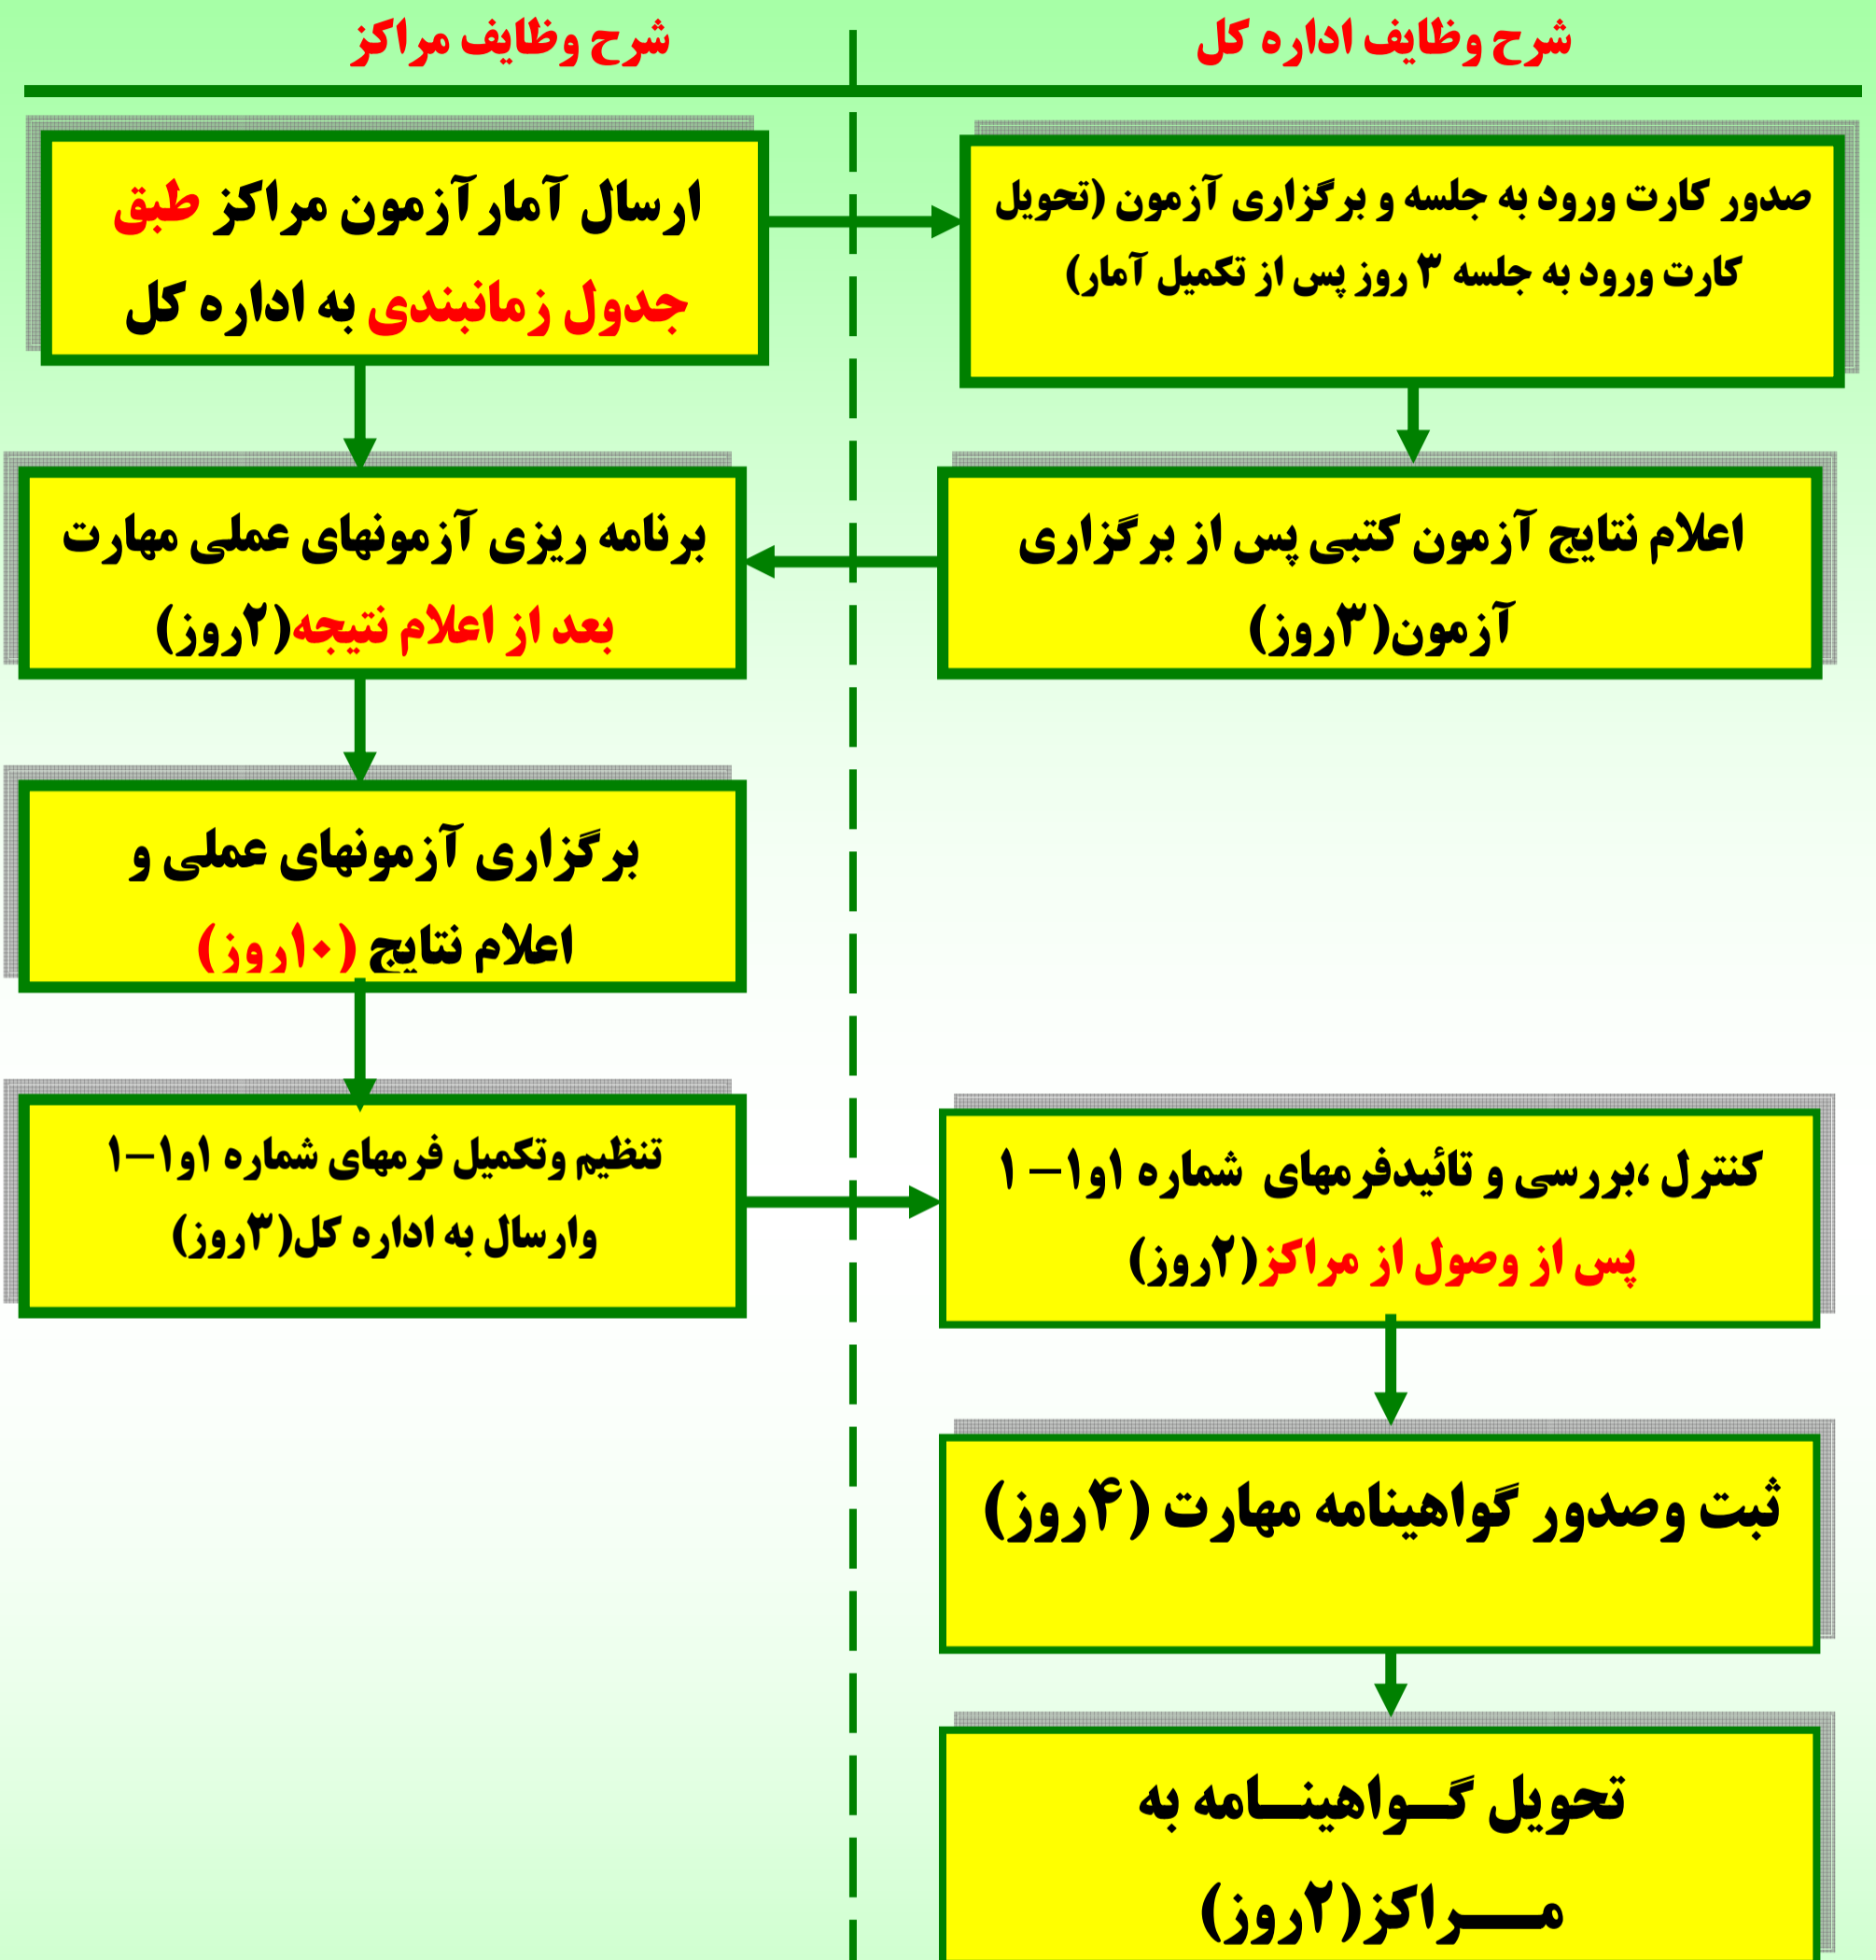 شرح وظایف اداره کل
شرح وظایف مراکز
صدور کارت ورود به جلسه و برگزاری آزمون (تحویل
کارت ورود به جلسه ۳ روز پس از تکمیل آمار)
ارسال آمار آزمون مراکز طبق
جدول زمانبندی به اداره کل
اعلام نتایج آزمون کتبی پس از برگزاری
آزمون(۳روز)
برنامه ریزی آزمونهای عملی مهارت
بعد از اعلام نتیجه(۲روز)
برگزاری آزمونهای عملی و
اعلام نتایج (۱۰روز)
تنظیم وتکمیل فرمهای شماره ۱و۱–۱
وارسال به اداره کل(۳روز)
کنترل ،بررسی و تائیدفرمهای شماره ۱و۱– ۱
پس از وصول از مراکز(۲روز)
ثبت وصدور گواهینامه مهارت (۴روز)
تحویل گـــواهینـــامه به
مـــــراکز(۲روز)